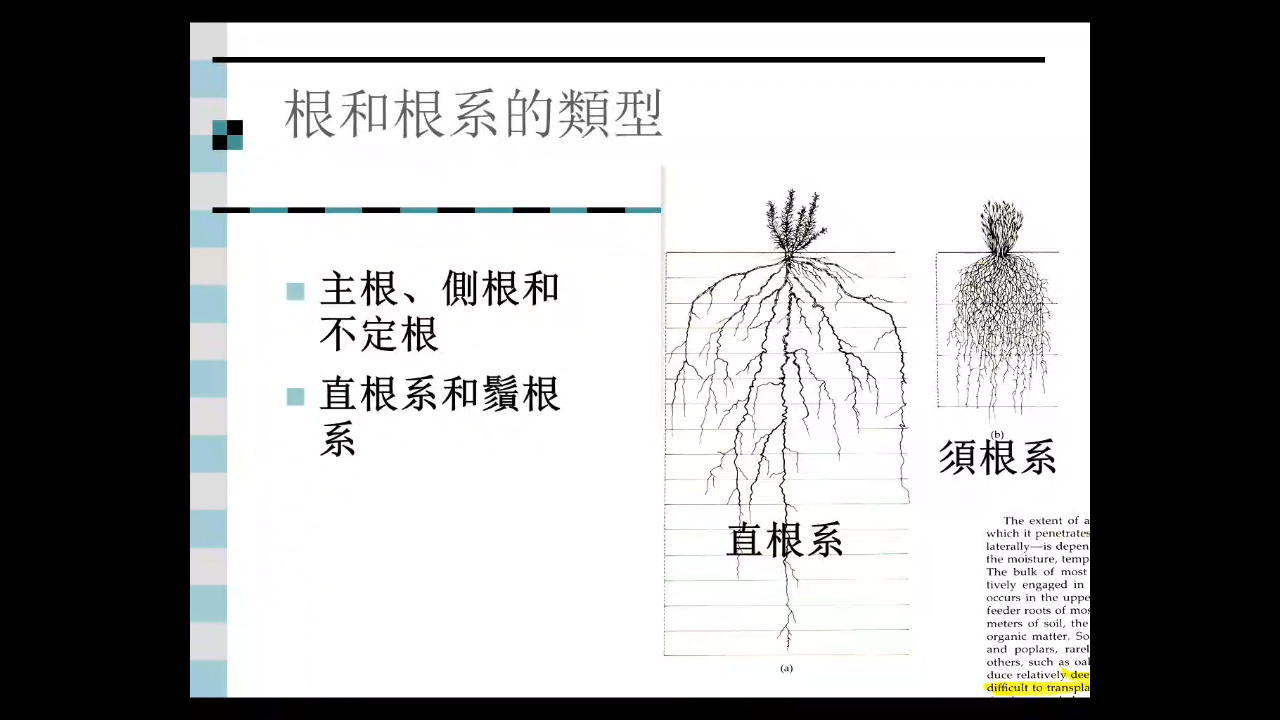 根和根系的類型
主根、側根和
不定根
直根系和鬚根
系
(b)
須根系
直根系
(a)
The extent of a
which it penetrates
laterally—is depen
the moisture, temp
The bulk of most
tively engaged in
occurs in the uppe
feeder roots of mos
meters of soil, the
organic matter. So
and poplars, rarel
others, such as oal
duce relatively dee
difficult to transpla